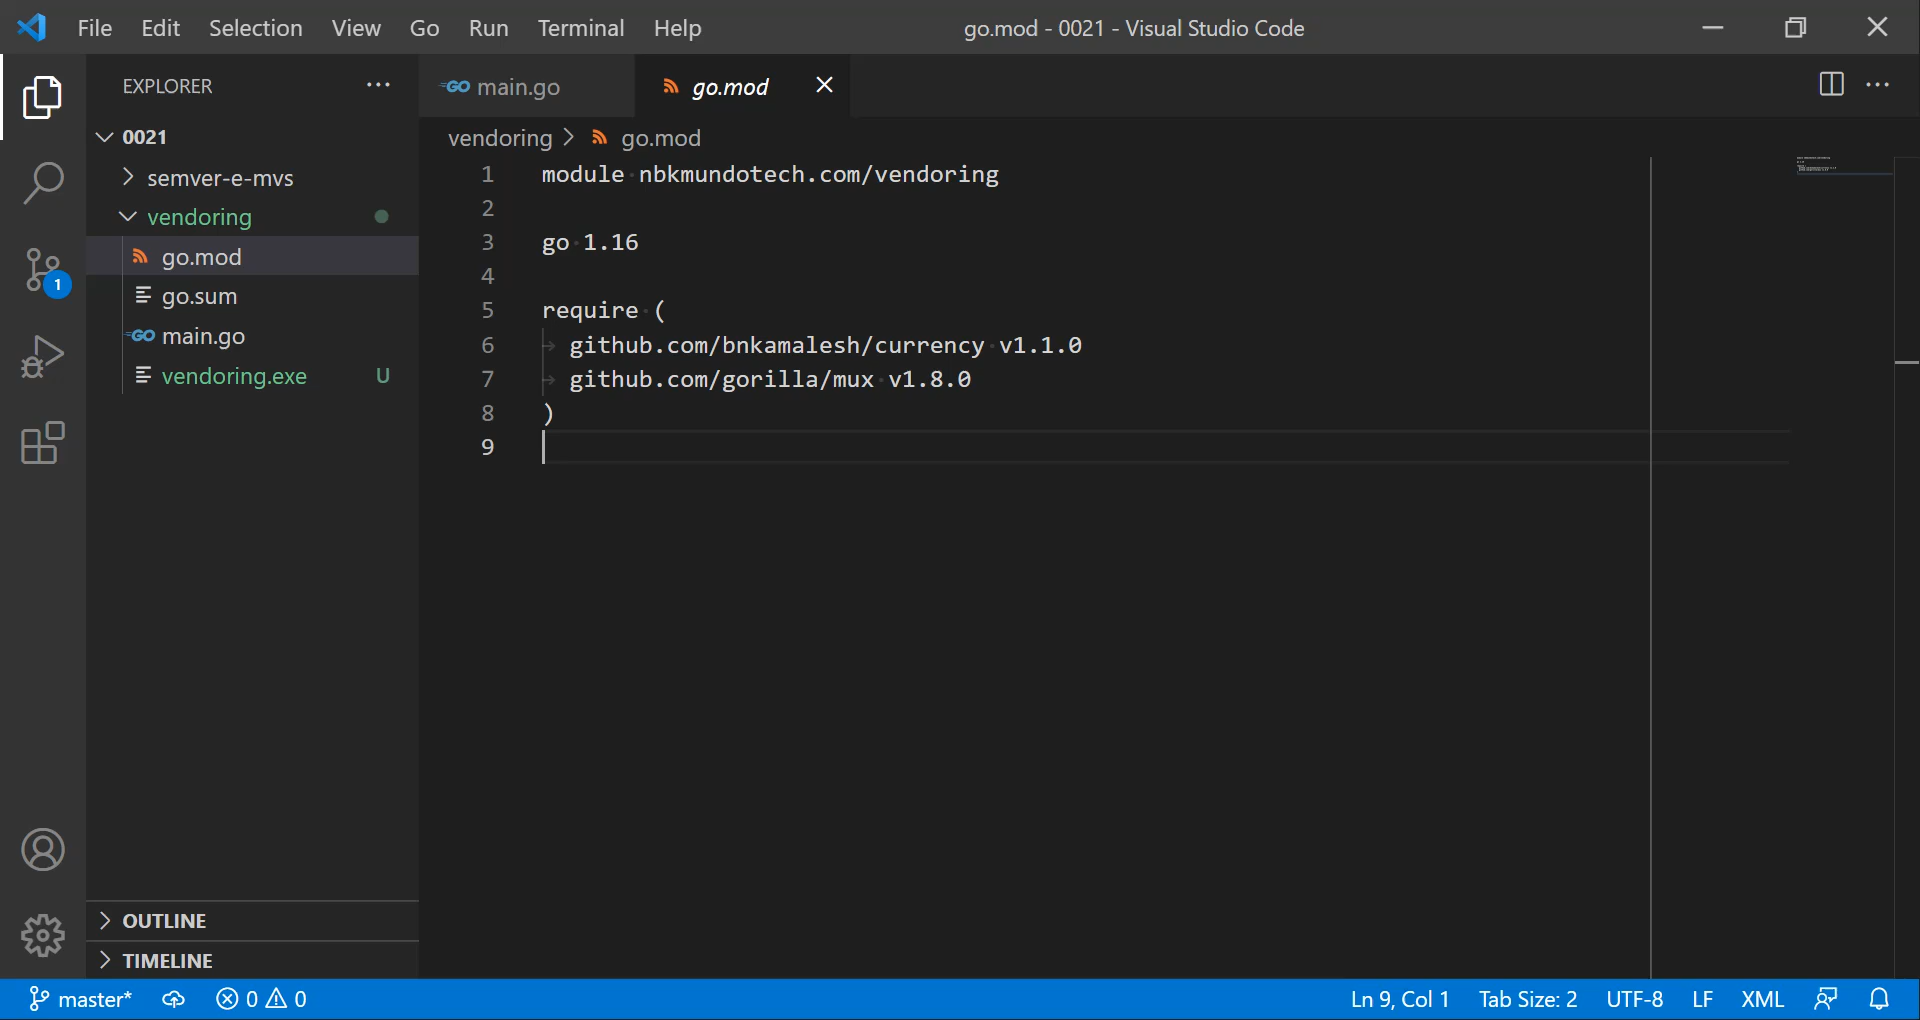 File Edit Selection View Go Run Terminal Help go.mod - 0021 - Visual Studio Code
EXPLORER
0021
semver-e-mvs
vendoring
go.mod
go.sum
main.go
vendoring.exe U
OUTLINE
TIMELINE
1
main.go go.mod
vendoring > go.mod
1 module nbkmundotech.com/vendoring
2
3 go 1.16
4
5 require (
6 github.com/bnkamalesh/currency v1.1.0
7 github.com/gorilla/mux v1.8.0
8 )
9
master* 0 0 Ln 9, Col 1 Tab Size: 2 UTF-8 LF XML